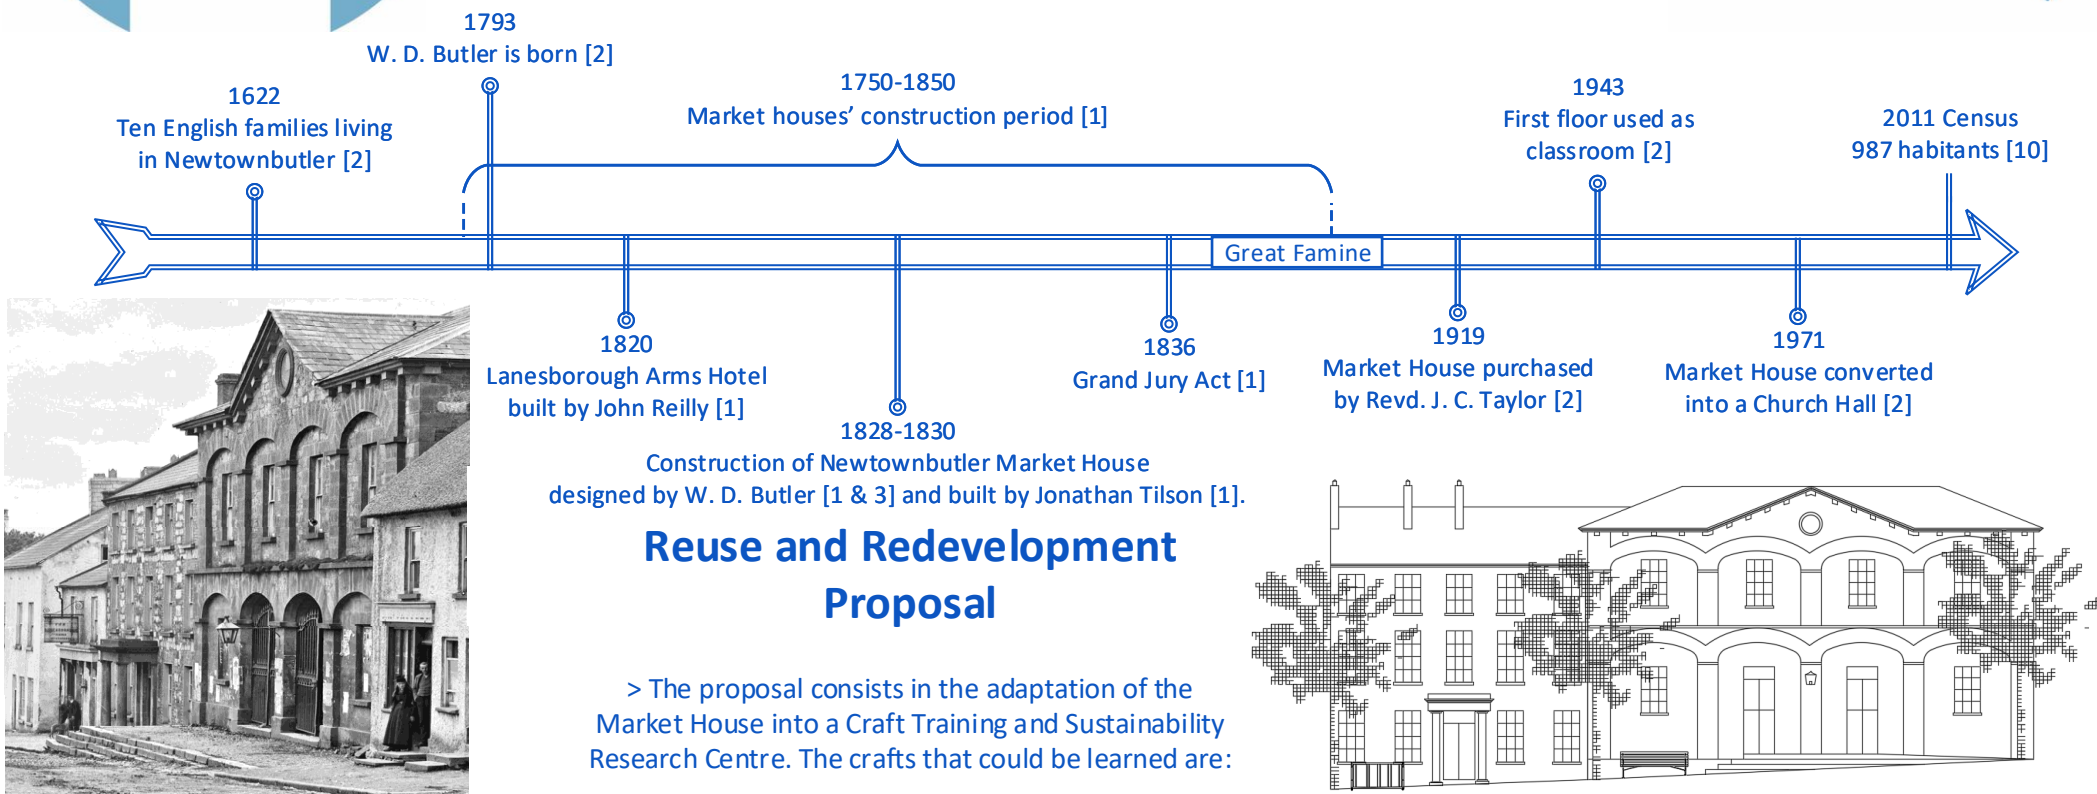 1793
W. D. Butler is born [2]
1622
Ten English families living
in Newtownbutler [2]
1750-1850
Market houses’ construction period [1]
1943
First floor used as
classroom [2]
2011 Census
987 habitants [10]
Great Famine
1820
Lanesborough Arms Hotel
built by John Reilly [1]
1828-1830
Construction of Newtownbutler Market House
designed by W. D. Butler [1 & 3] and built by Jonathan Tilson [1].
1836
Grand Jury Act [1]
1919
Market House purchased
by Revd. J. C. Taylor [2]
1971
Market House converted
into a Church Hall [2]
Reuse and Redevelopment
Proposal
> The proposal consists in the adaptation of the
Market House into a Craft Training and Sustainability
Research Centre. The crafts that could be learned are: